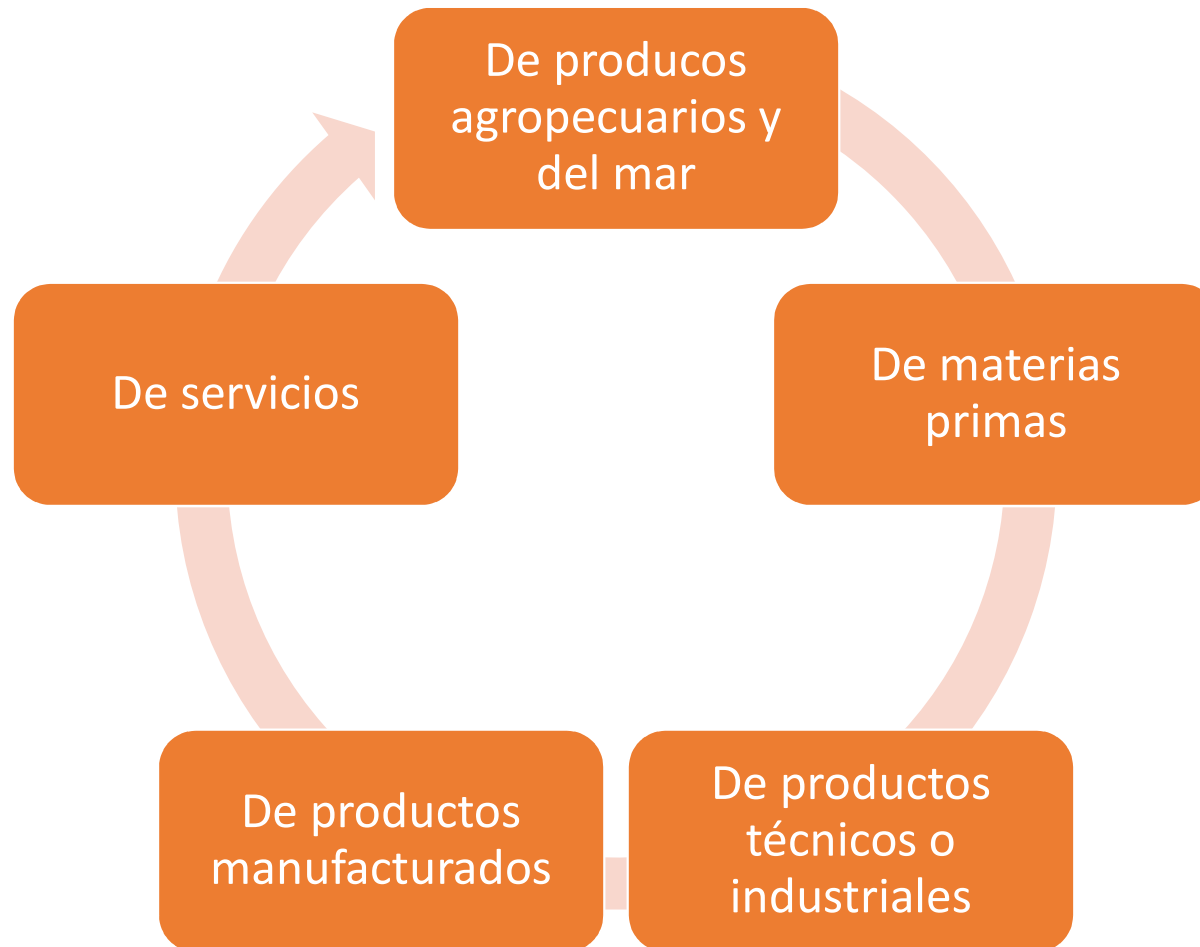 De producos
agropecuarios y
del mar
De materias
primas
De productos
técnicos o
industriales
De productos
manufacturados
De servicios